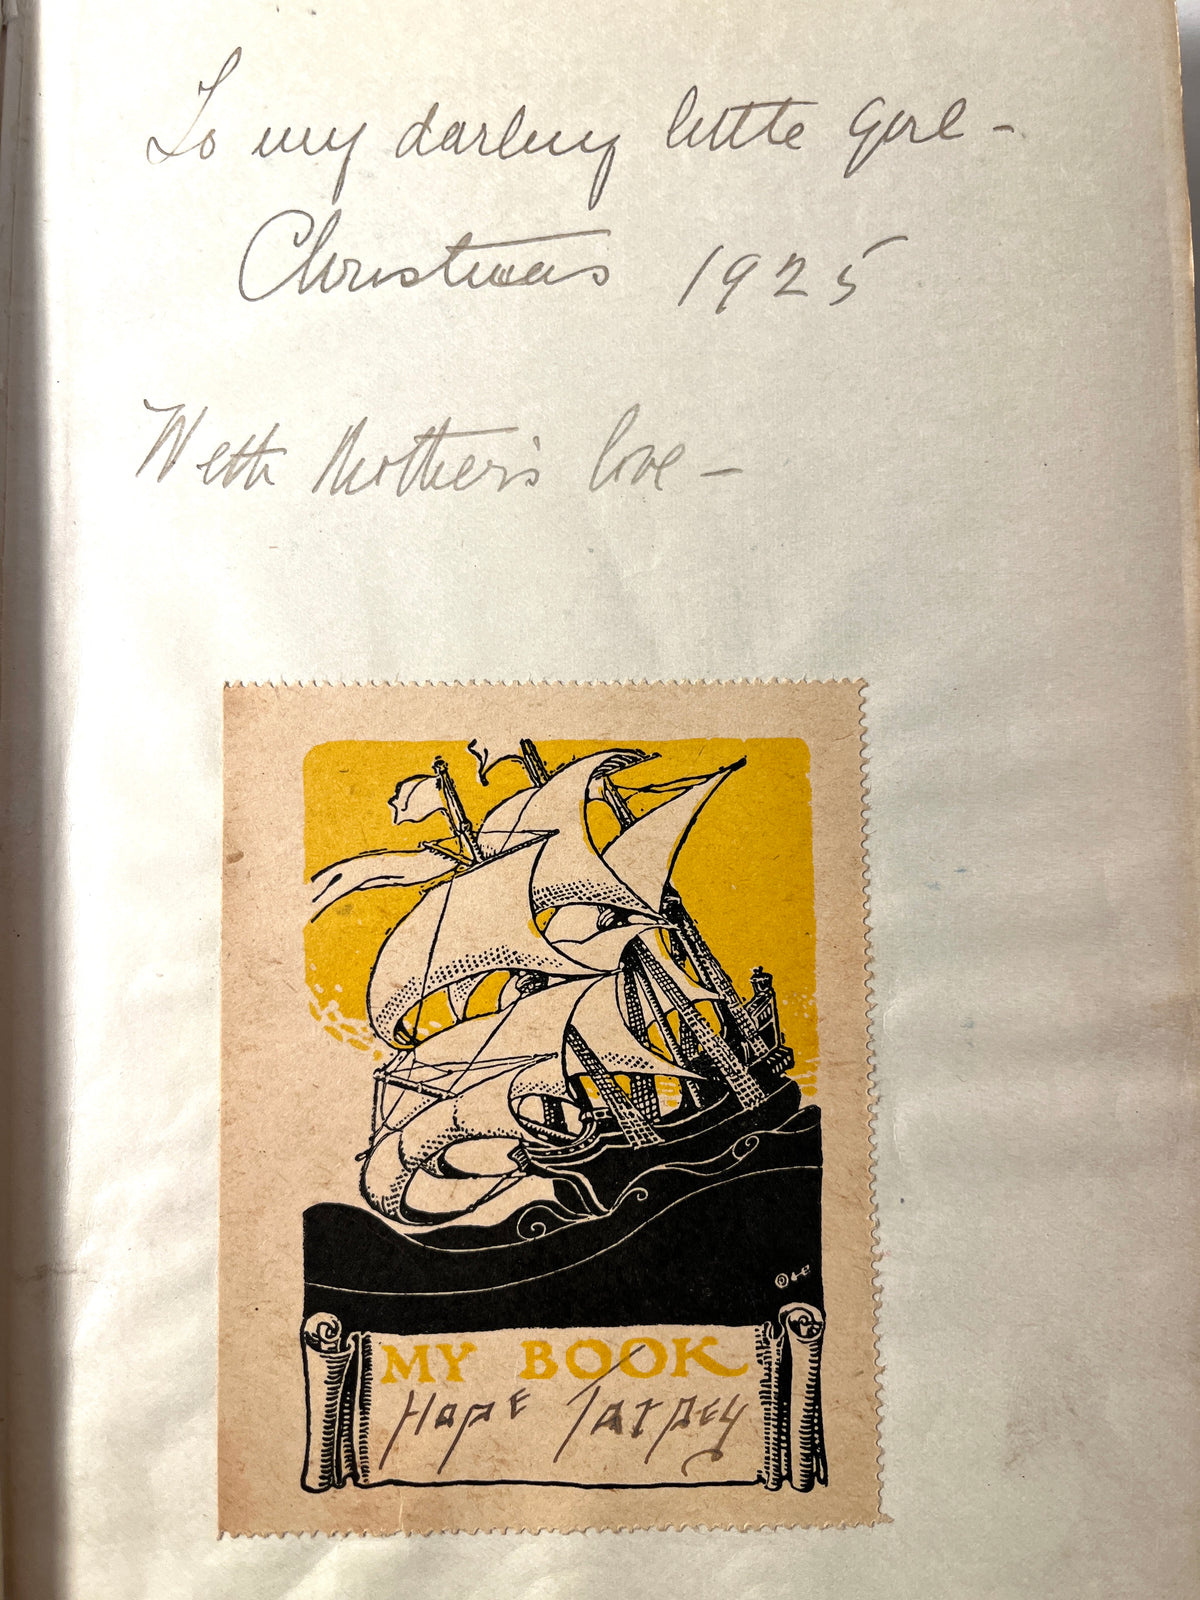 To my darling little girl -
Christmas 1925
With Mother's love -
MY BOOK
Hope Tarpey